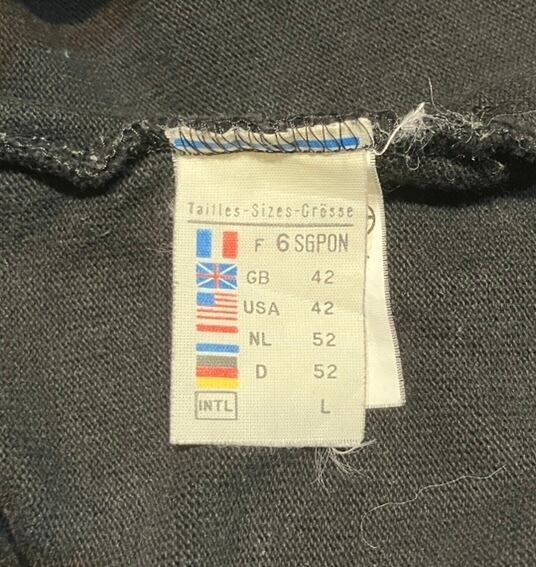 Tailles-Sizes-Grösse
F 6 SGPON
GB 42
USA 42
NL 52
D 52
INTL L